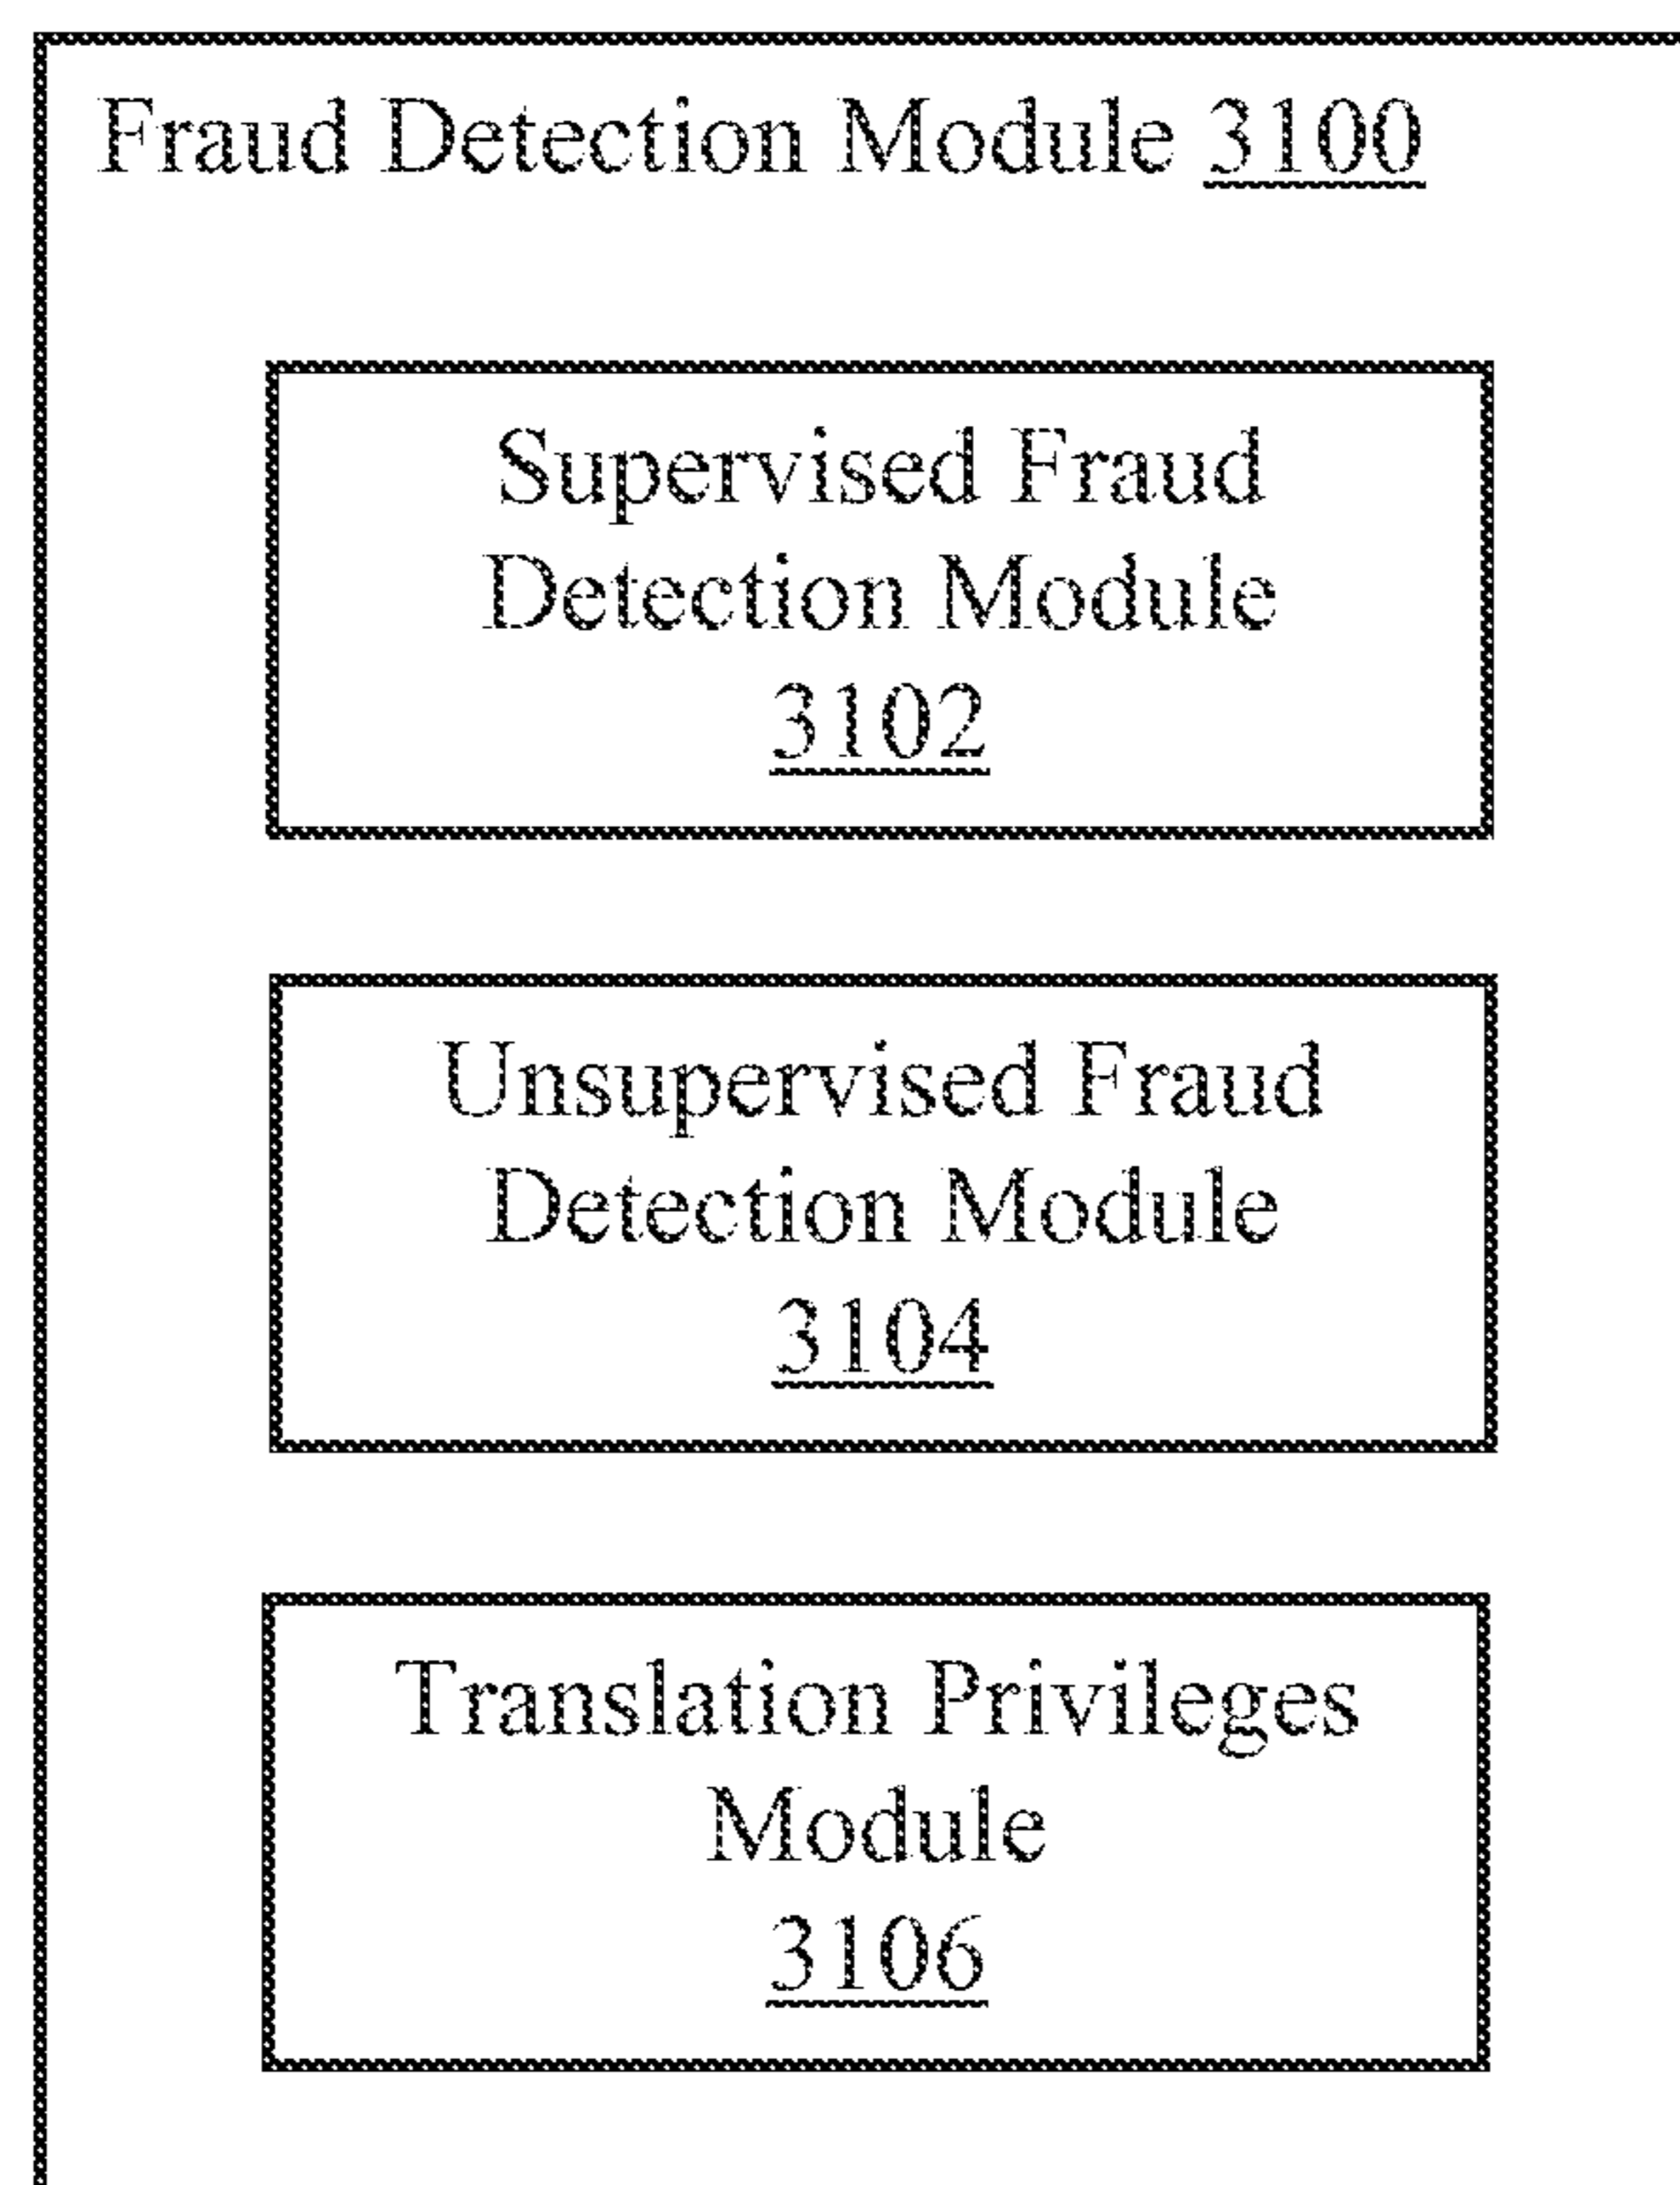 Fraud Detection Module 3100
Supervised Fraud
Detection Module
3102
Unsupervised Fraud
Detection Module
3104
Translation Privileges
Module
3106